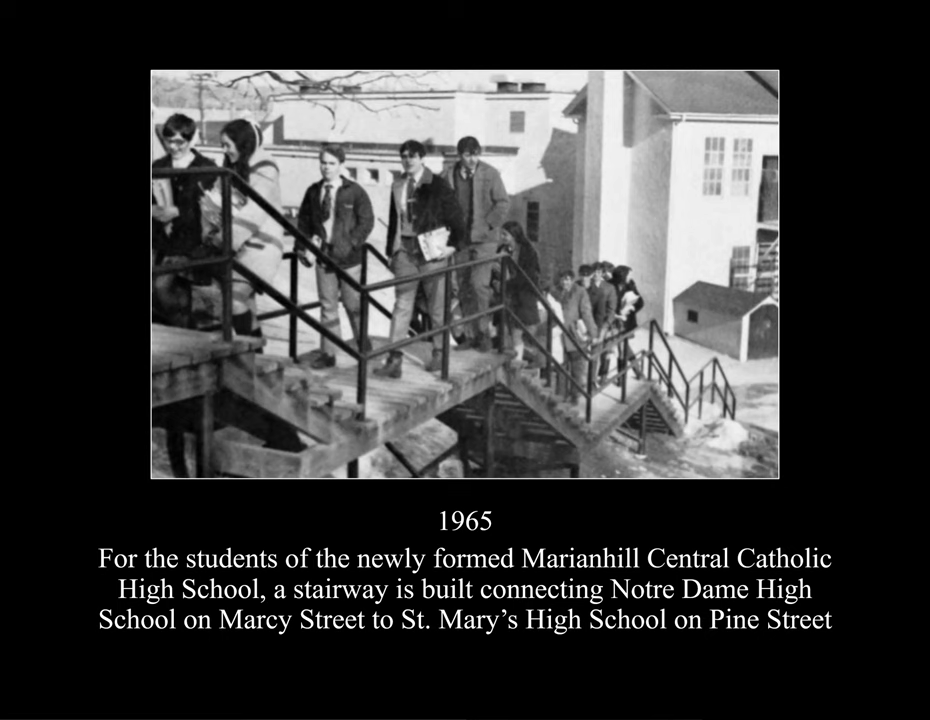 1965
For the students of the newly formed Marianhill Central Catholic
High School, a stairway is built connecting Notre Dame High
School on Marcy Street to St. Mary’s High School on Pine Street